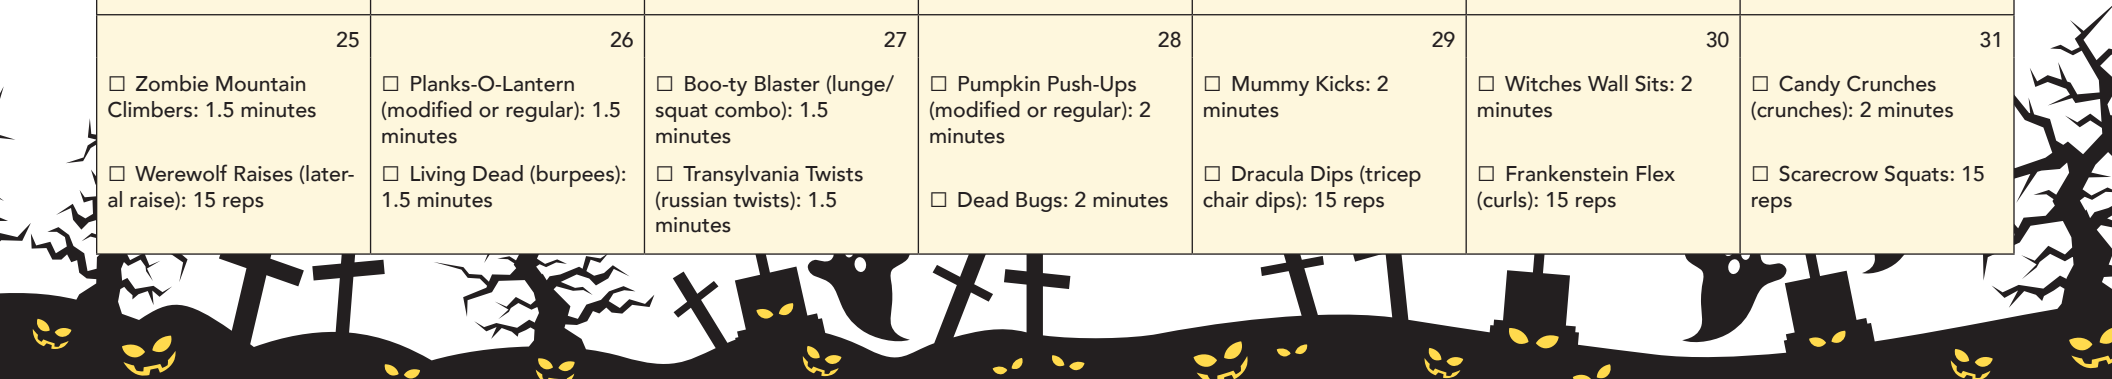 25
☐ Zombie Mountain
Climbers: 1.5 minutes
☐ Werewolf Raises (later-
al raise): 15 reps
26
☐ Planks-O-Lantern
(modified or regular): 1.5
minutes
☐ Living Dead (burpees):
1.5 minutes
27
☐ Boo-ty Blaster (lunge/
squat combo): 1.5
minutes
☐ Transylvania Twists
(russian twists): 1.5
minutes
28
☐ Pumpkin Push-Ups
(modified or regular): 2
minutes
☐ Dead Bugs: 2 minutes
29
☐ Mummy Kicks: 2
minutes
☐ Dracula Dips (tricep
chair dips): 15 reps
30
☐ Witches Wall Sits: 2
minutes
☐ Frankenstein Flex
(curls): 15 reps
31
☐ Candy Crunches
(crunches): 2 minutes
☐ Scarecrow Squats: 15
reps